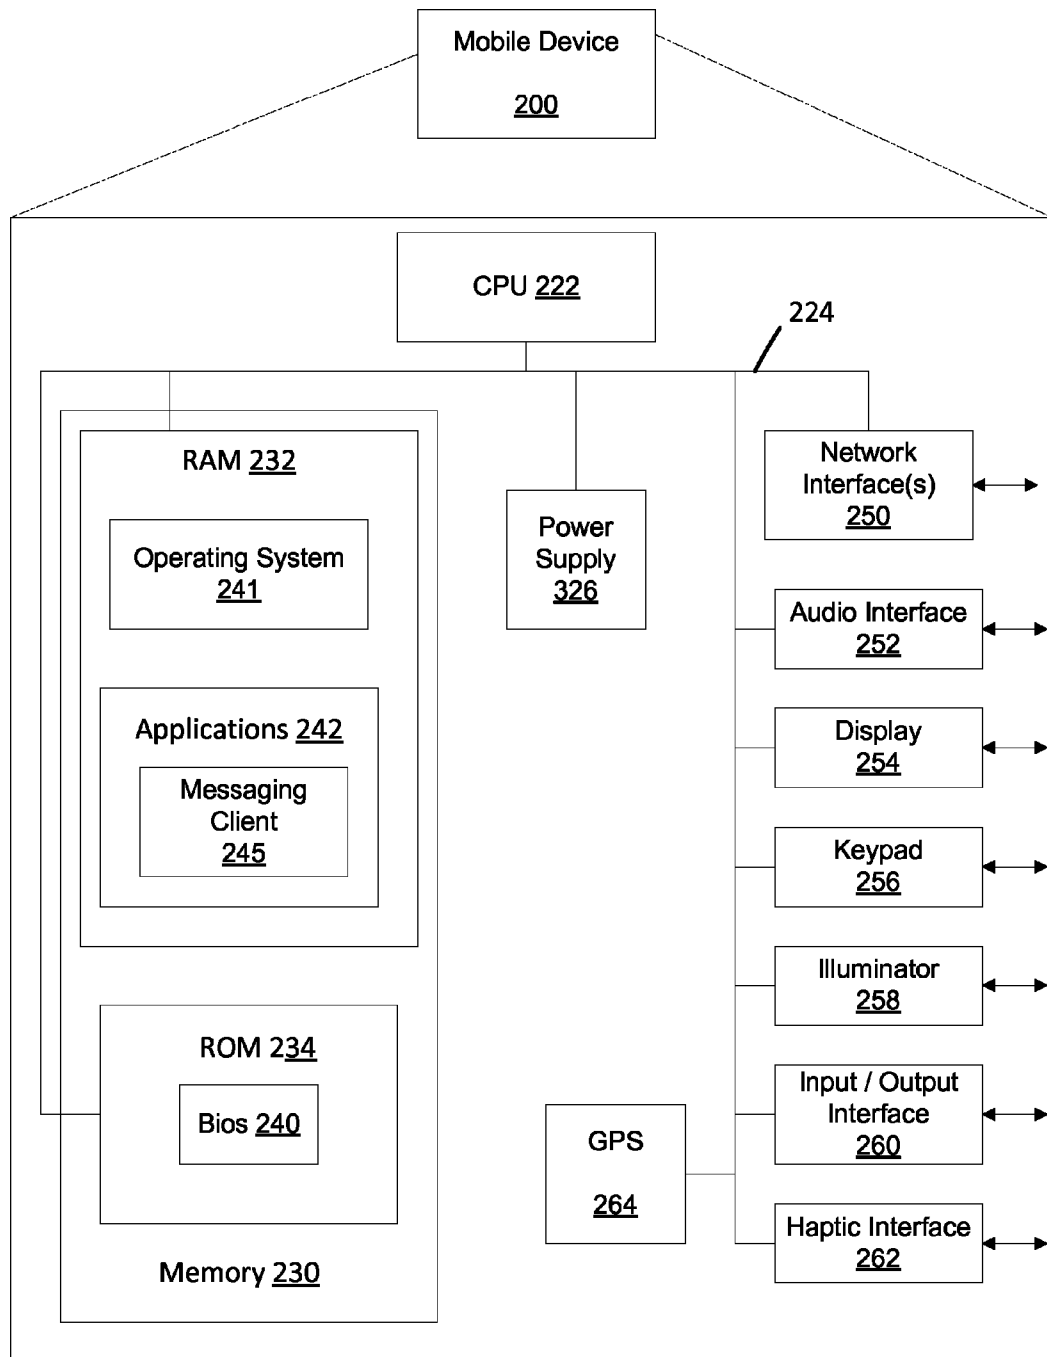 Mobile Device
200
CPU 222
224
RAM 232
Operating System
241
Applications 242
Messaging
Client
245
ROM 234
Bios 240
Memory 230
Power
Supply
326
GPS
264
Network
Interface(s)
250
Audio Interface
252
Display
254
Keypad
256
Illuminator
258
Input / Output
Interface
260
Haptic Interface
262